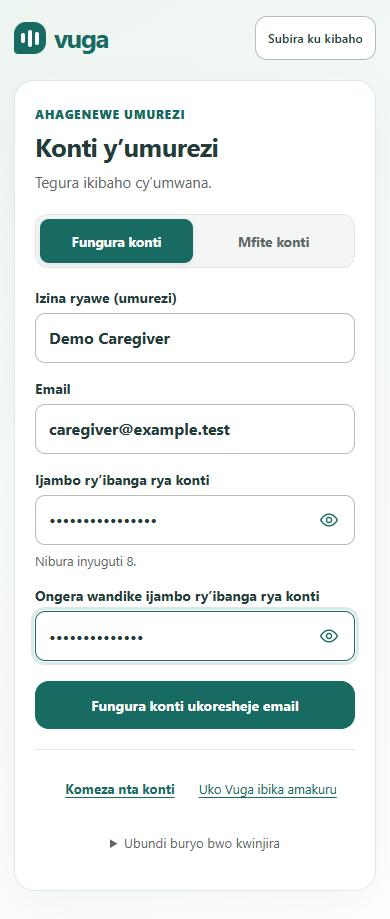 vuga
Subira ku kibaho
AHAGENEWE UMUREZI
Konti y’umurezi
Tegura ikibaho cy’umwana.
Fungura konti
Mfite konti
Izina ryawe (umurezi)
Demo Caregiver
Email
caregiver@example.test
Ijambo ry’ibanga rya konti
••••••••••••••••
Nibura inyuguti 8.
Ongera wandike ijambo ry’ibanga rya konti
••••••••••••••
Fungura konti ukoresheje email
Komeza nta konti
Uko Vuga ibika amakuru
▶ Ubundi buryo bwo kwinjira